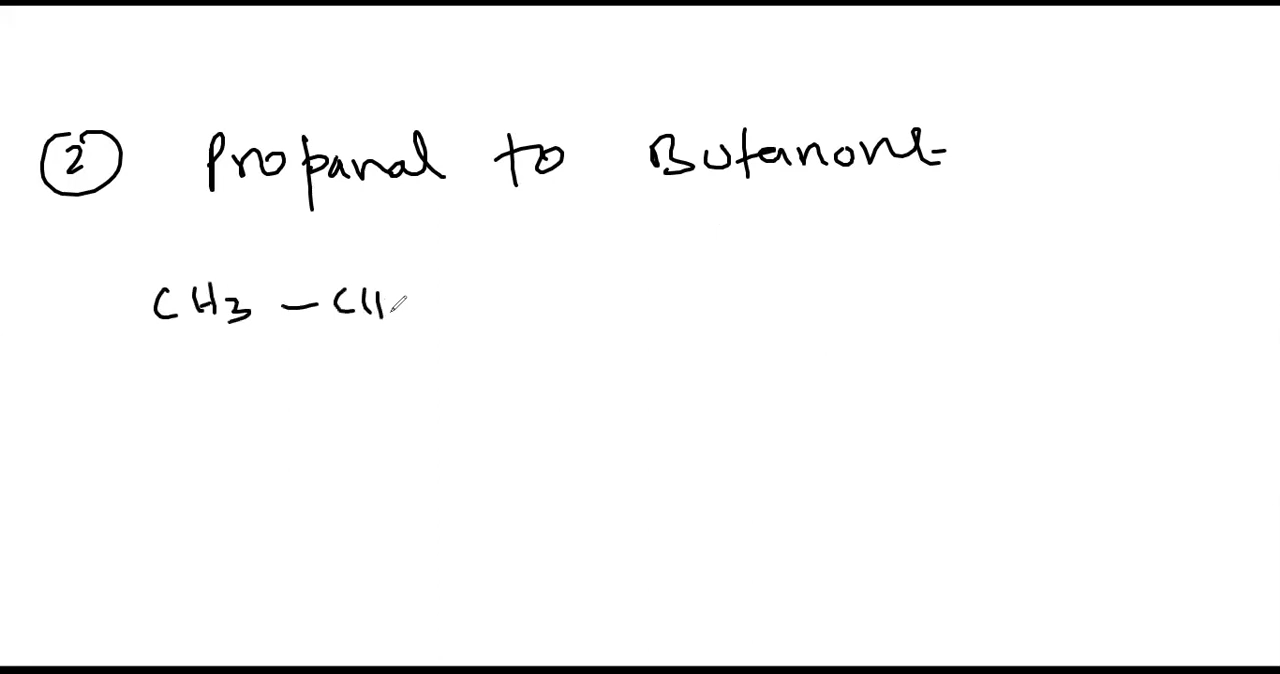 ② Propanal to Butanone
CH3 - CH